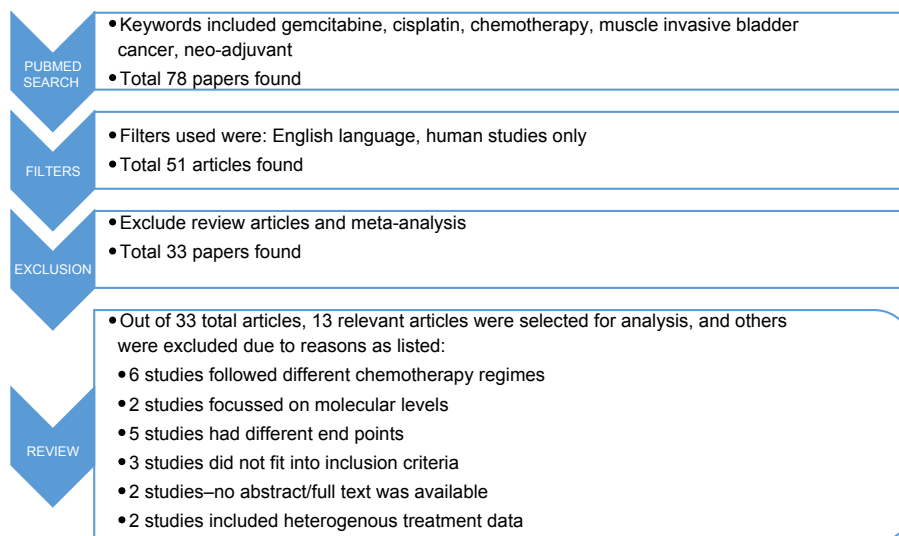 PUBMED
SEARCH
• Keywords included gemcitabine, cisplatin, chemotherapy, muscle invasive bladder
cancer, neo-adjuvant
• Total 78 papers found
FILTERS
• Filters used were: English language, human studies only
• Total 51 articles found
EXCLUSION
• Exclude review articles and meta-analysis
• Total 33 papers found
REVIEW
• Out of 33 total articles, 13 relevant articles were selected for analysis, and others
were excluded due to reasons as listed:
• 6 studies followed different chemotherapy regimes
• 2 studies focussed on molecular levels
• 5 studies had different end points
• 3 studies did not fit into inclusion criteria
• 2 studies–no abstract/full text was available
• 2 studies included heterogenous treatment data